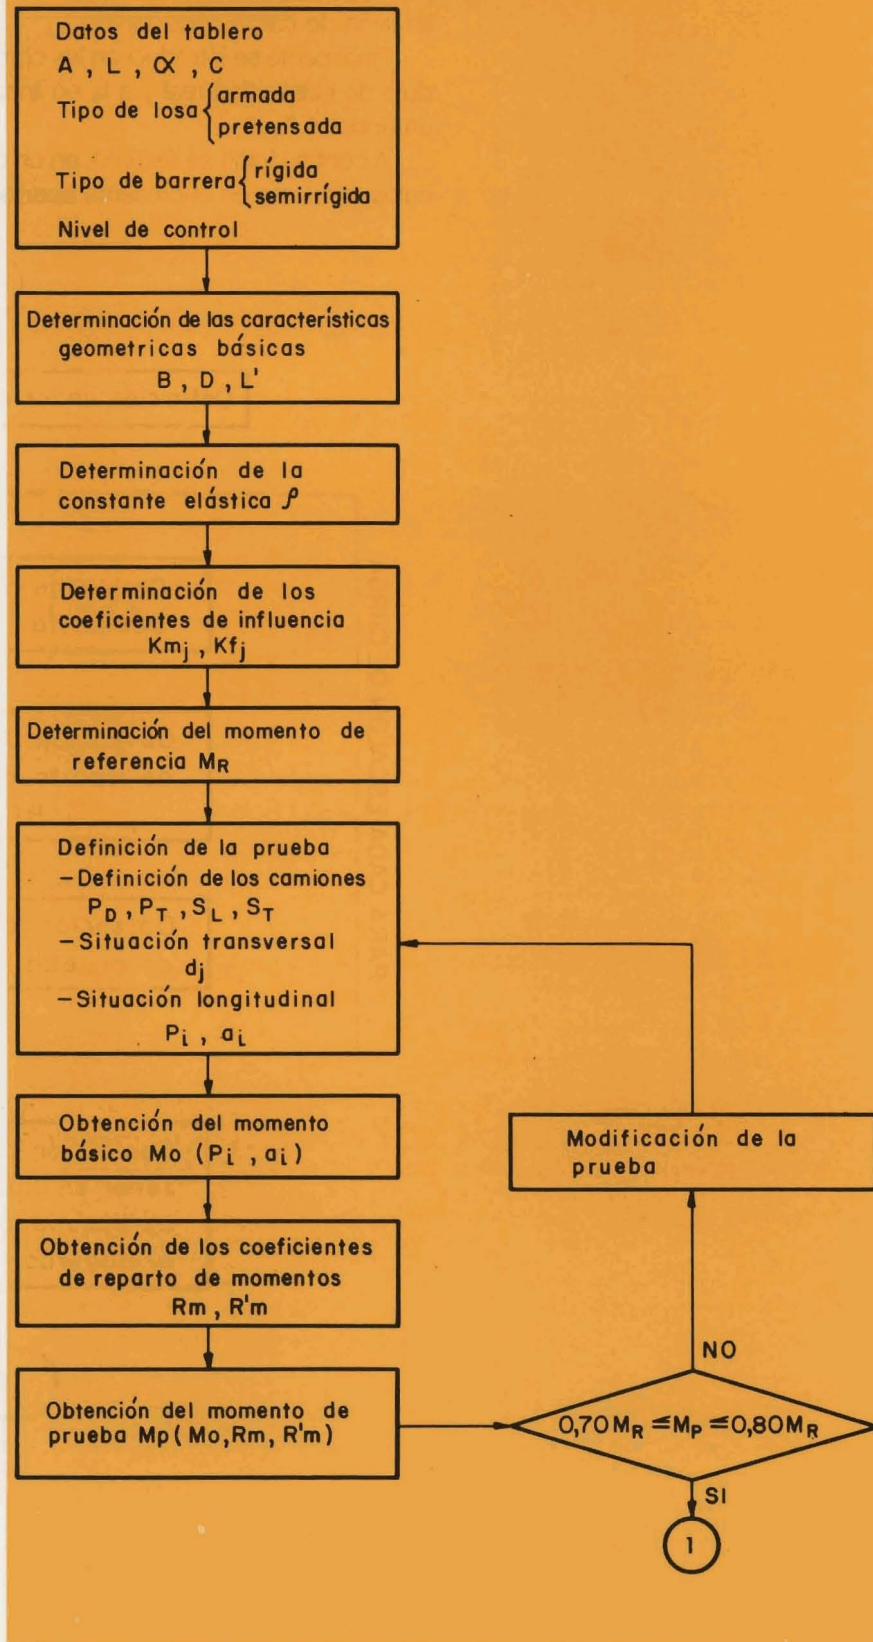 Datos del tablero
A , L , α , C
Tipo de losa { armada
pretensada
Tipo de barrera { rígida
semirrígida
Nivel de control
Determinación de las características
geometricas básicas
B , D , L'
Determinación de la
constante elástica ρ
Determinación de los
coeficientes de influencia
Kmj , Kfj
Determinación del momento de
referencia MR
Definición de la prueba
–Definición de los camiones
PD , PT , SL , ST
–Situación transversal
dj
–Situación longitudinal
Pi , ai
Obtención del momento
básico Mo (Pi , ai)
Obtención de los coeficientes
de reparto de momentos
Rm , R'm
Obtención del momento de
prueba Mp( Mo,Rm, R'm)
Modificación de la
prueba
NO
0,70 MR ≤ MP ≤ 0,80 MR
SI
1